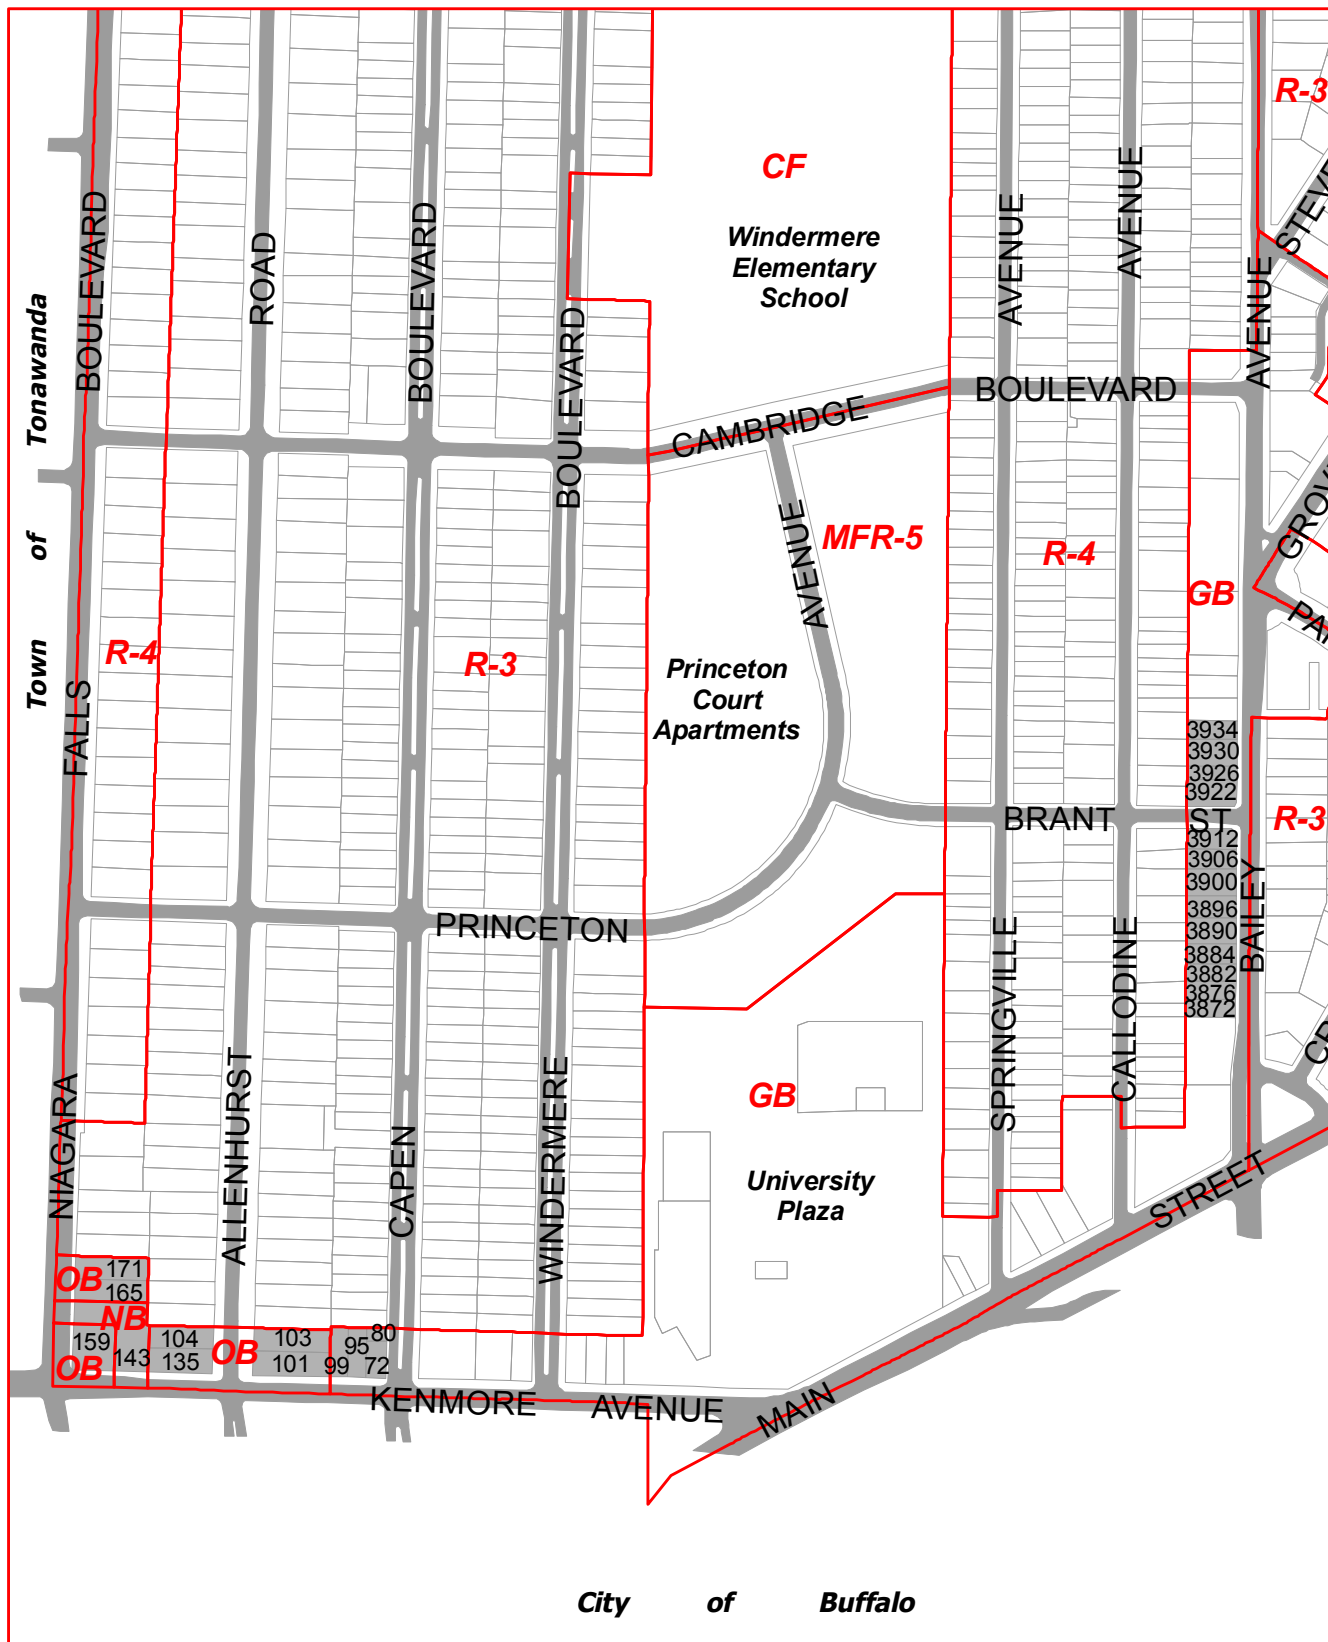 R-3
CF
Windermere
Elementary
School
BOULEVARD
ROAD
BOULEVARD
BOULEVARD
AVENUE
AVENUE
AVENUE
Town of Tonawanda
CAMBRIDGE
BOULEVARD
AVENUE
MFR-5
R-4
GB
R-4
R-3
FALLS
Princeton
Court
Apartments
3934
3930
3926
3922
BRANT ST
R-3
3912
3906
3900
3896
3890
3884
3882
3876
3872
BAILEY
PRINCETON
SPRINGVILLE
CALLODINE
NIAGARA
ALLENHURST
CAPEN
WINDERMERE
GB
University
Plaza
STREET
MAIN
OB
171
165
NB
159
OB
143
104
135
OB
103
101
95
80
99
72
KENMORE AVENUE
City of Buffalo